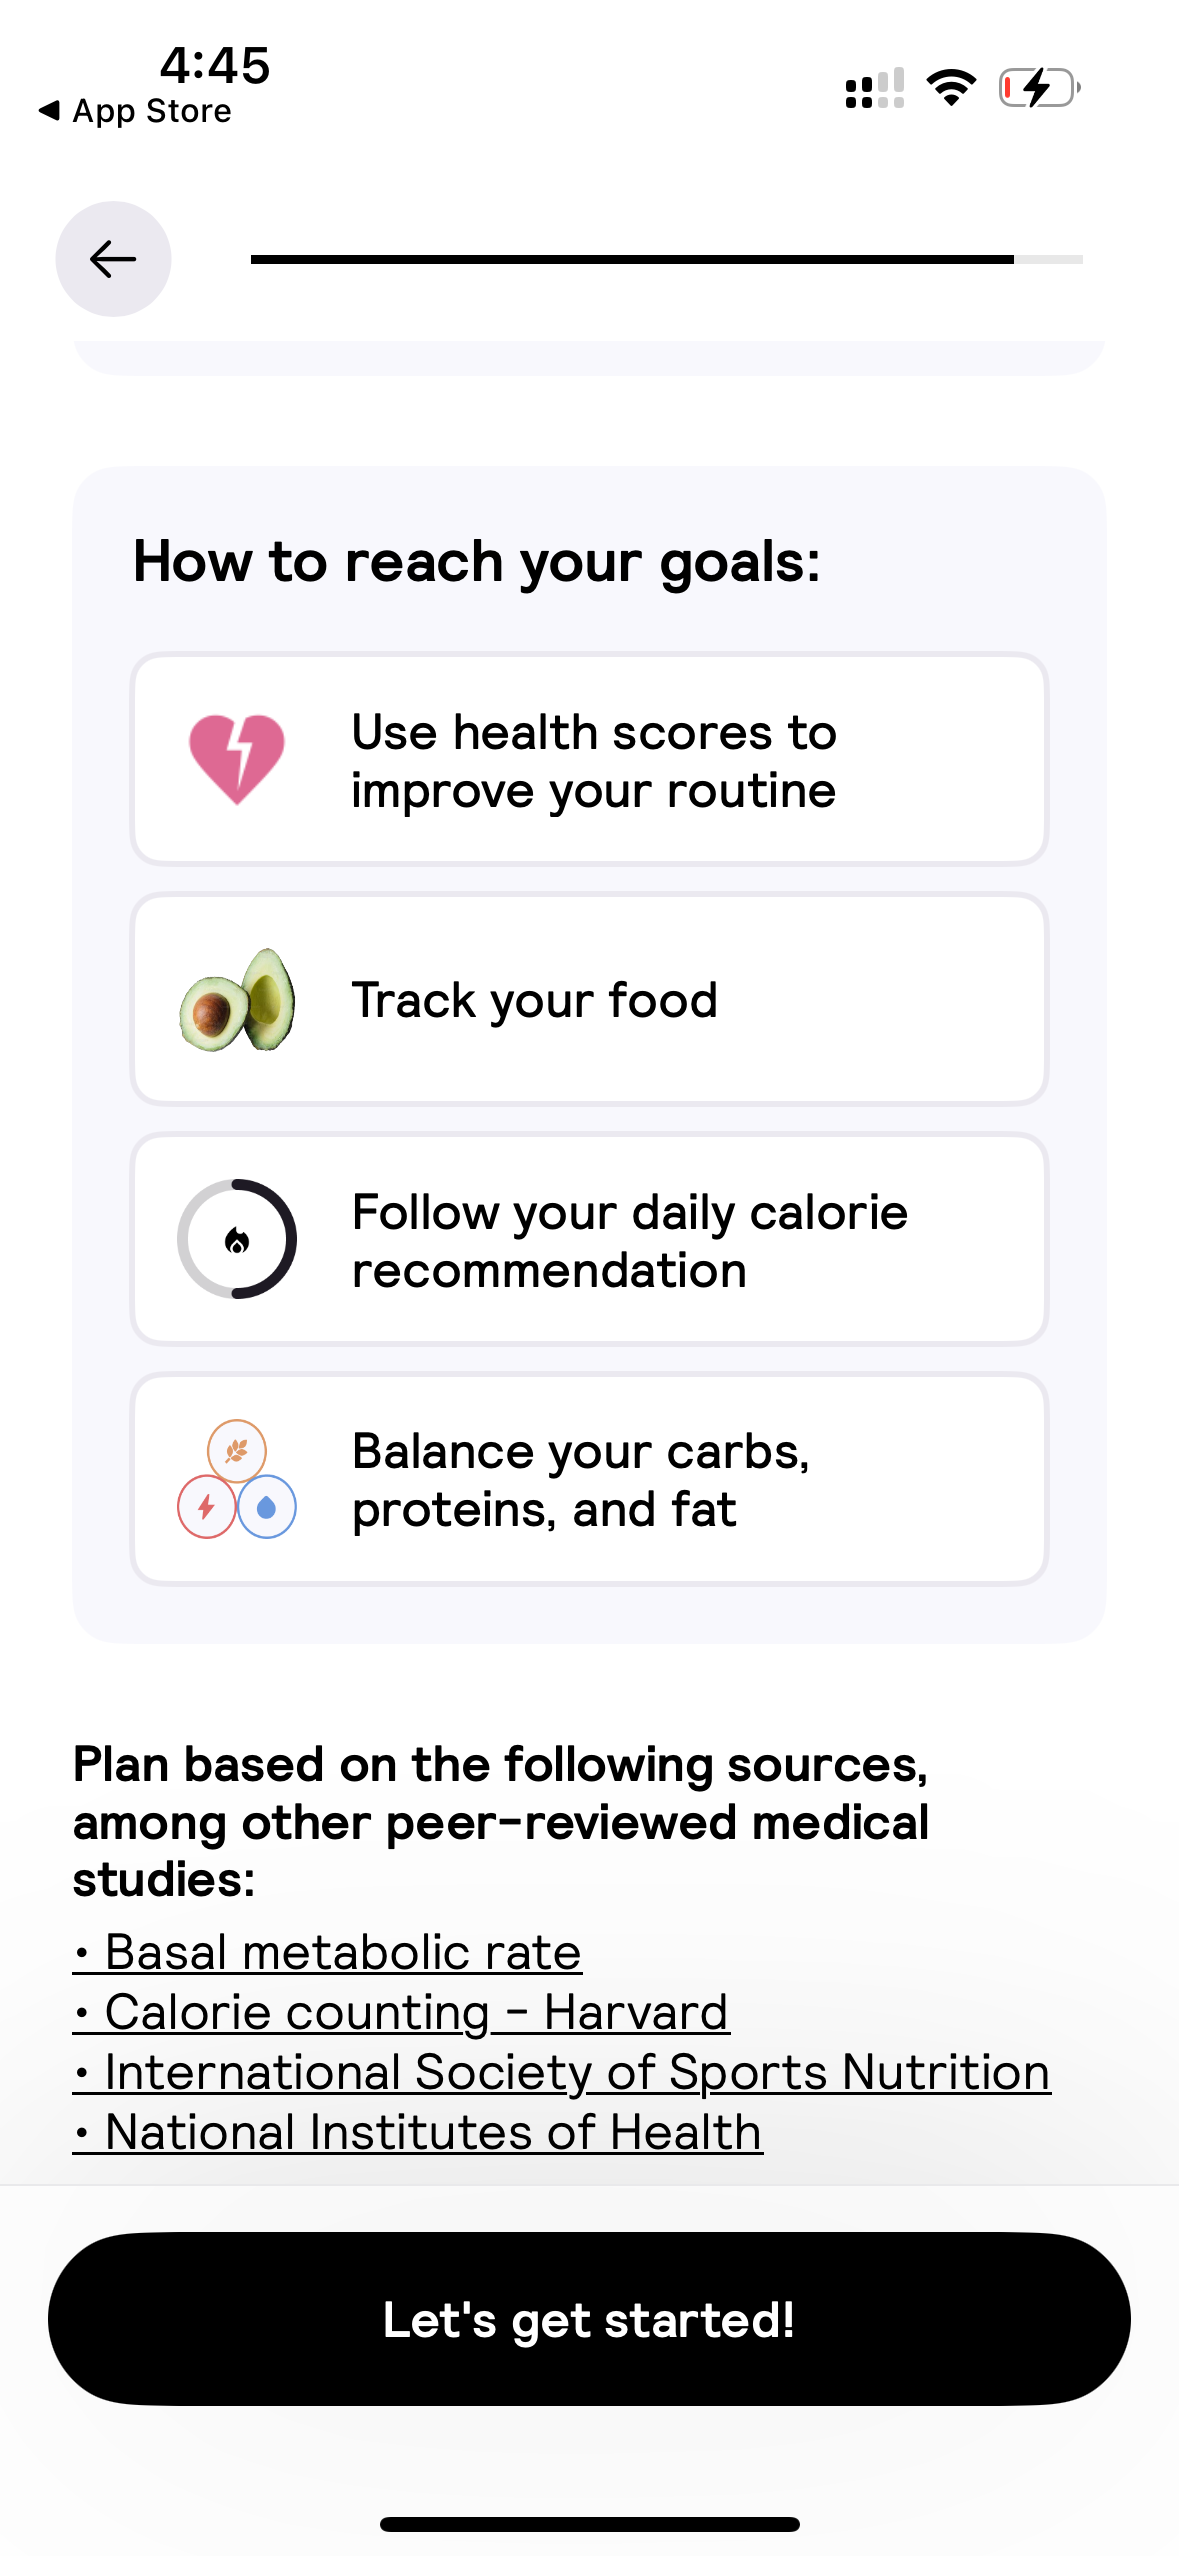 4:45
◀ App Store
How to reach your goals:
Use health scores to
improve your routine
Track your food
Follow your daily calorie
recommendation
Balance your carbs,
proteins, and fat
Plan based on the following sources,
among other peer-reviewed medical
studies:
• Basal metabolic rate
• Calorie counting - Harvard
• International Society of Sports Nutrition
• National Institutes of Health
Let's get started!